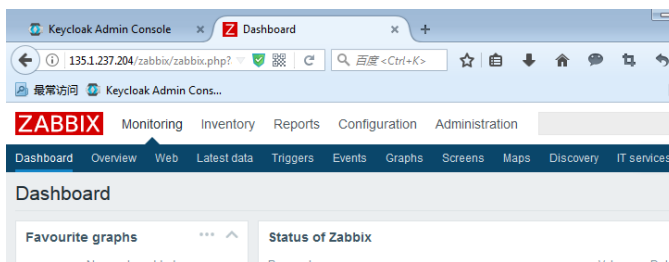 Keycloak Admin Console × Z Dashboard × +
135.1.237.204/zabbix/zabbix.php? 百度 <Ctrl+K>
最常访问 Keycloak Admin Cons...
ZABBIX Monitoring Inventory Reports Configuration Administration
Dashboard Overview Web Latest data Triggers Events Graphs Screens Maps Discovery IT services
Dashboard
Favourite graphs Status of Zabbix